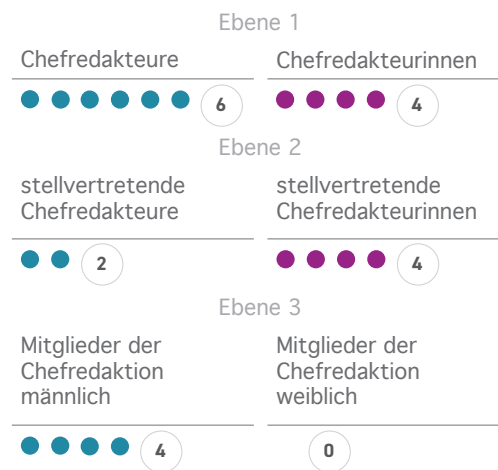 Ebene 1
Chefredakteure
Chefredakteurinnen
6
4
Ebene 2
stellvertretende
Chefredakteure
stellvertretende
Chefredakteurinnen
2
4
Ebene 3
Mitglieder der
Chefredaktion
männlich
Mitglieder der
Chefredaktion
weiblich
4
0